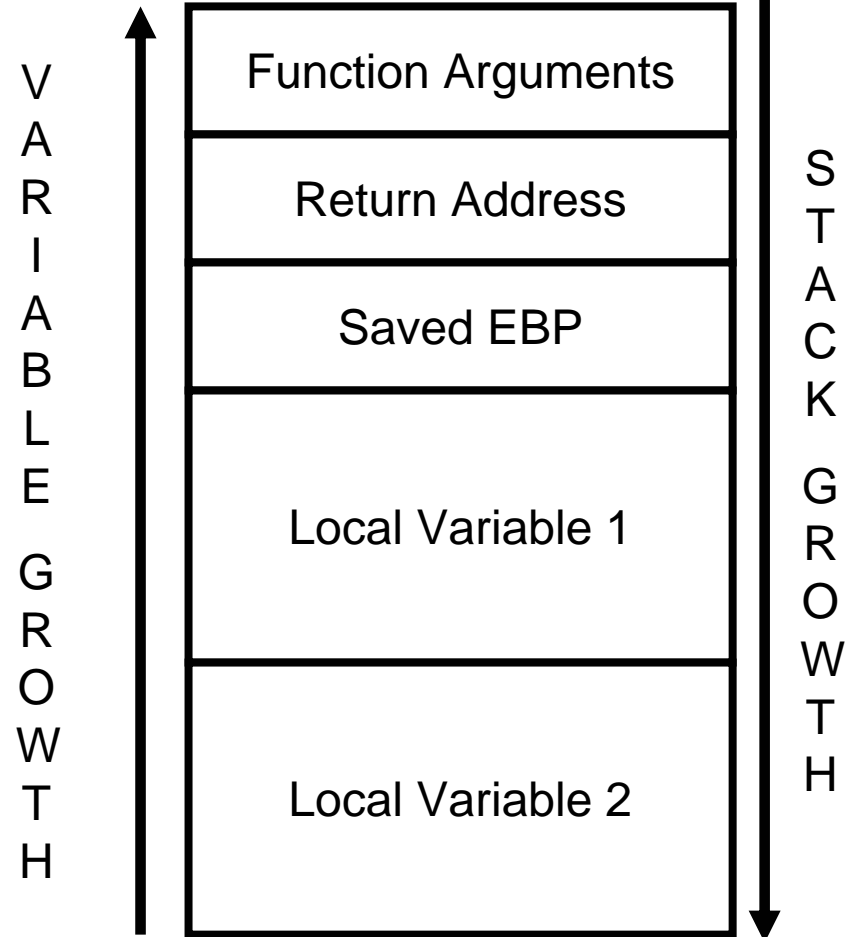 VARIABLE GROWTH
Function Arguments
Return Address
Saved EBP
Local Variable 1
Local Variable 2
STACK GROWTH